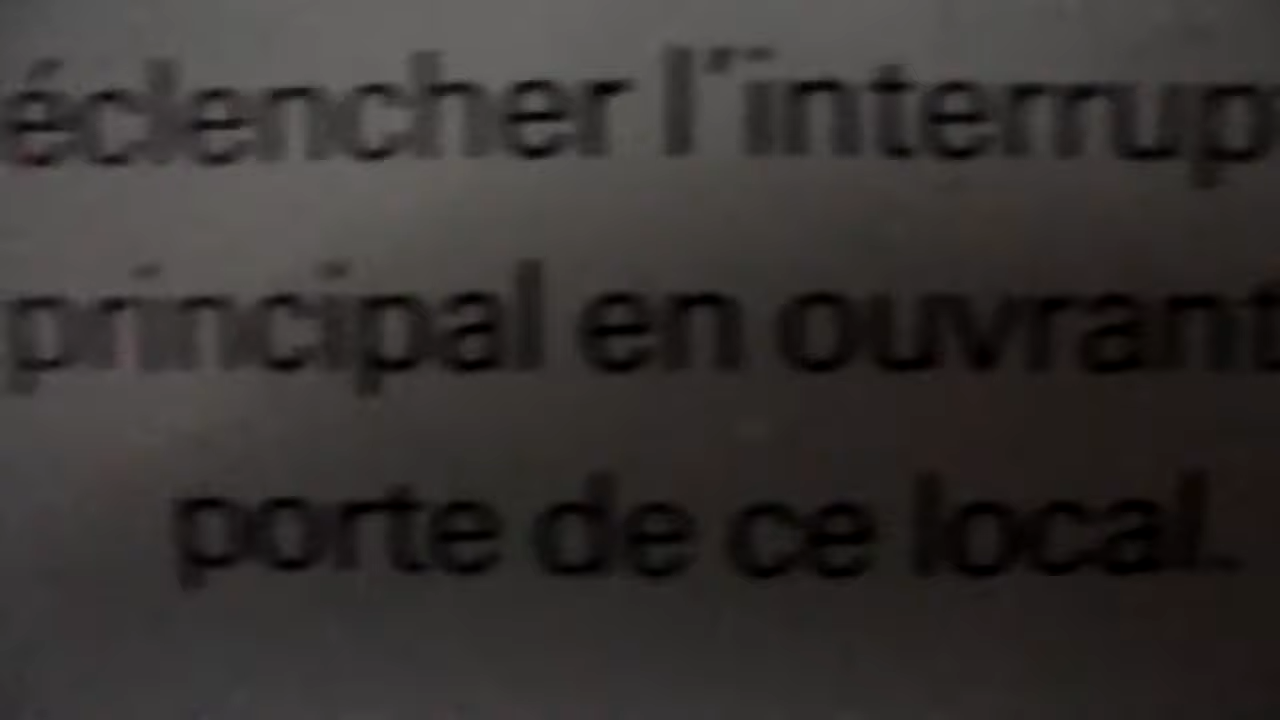 éclencher l'interrup
principal en ouvrant
porte de ce local.